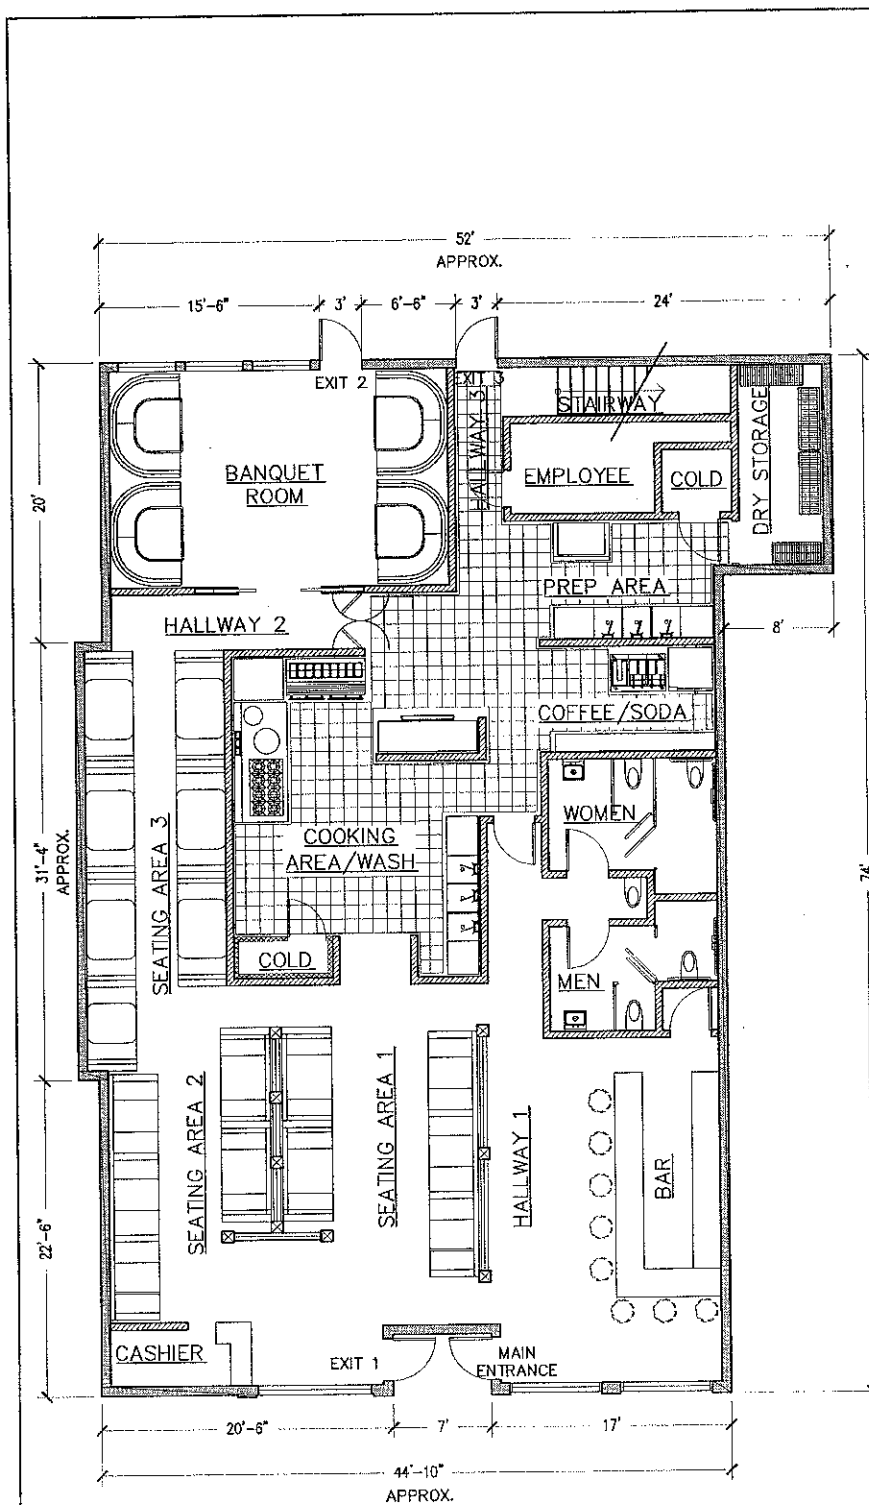 52'
APPROX.
15'-6"
3'
6'-6"
3'
24'
EXIT 2
EXIT 3
STAIRWAY
HALLWAY 3
BANQUET
ROOM
EMPLOYEE
COLD
DRY STORAGE
20'
PREP AREA
HALLWAY 2
8'
COFFEE/SODA
WOMEN
COOKING
AREA/WASH
31'-4"
APPROX.
SEATING AREA 3
74'
COLD
MEN
SEATING AREA 2
SEATING AREA 1
HALLWAY 1
BAR
22'-6"
CASHIER
EXIT 1
MAIN
ENTRANCE
20'-6"
7'
17'
44'-10"
APPROX.